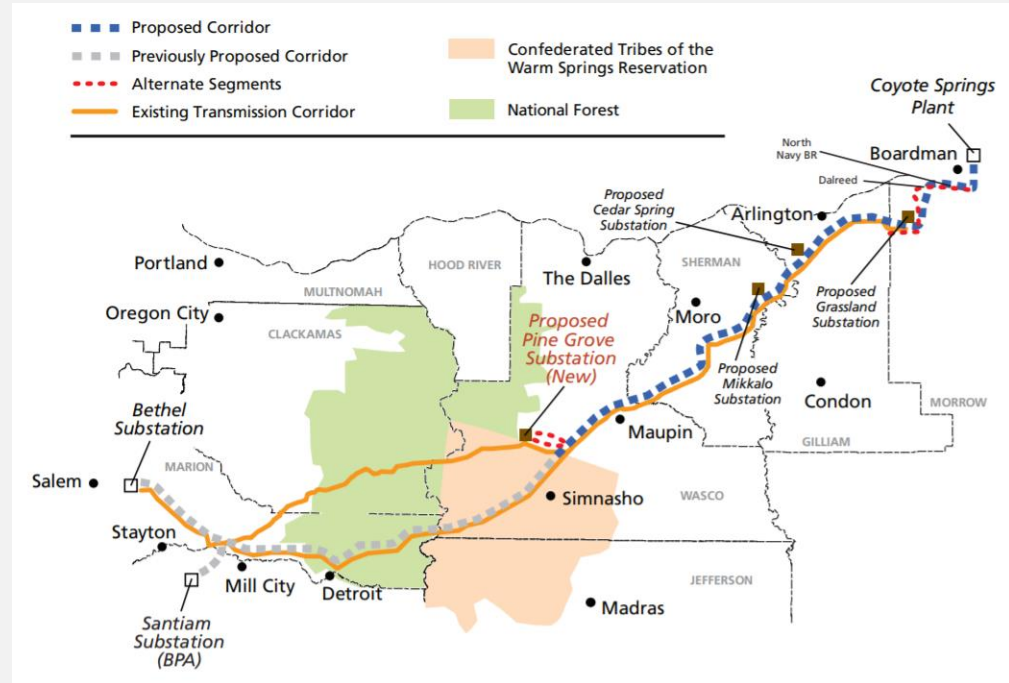 Proposed Corridor
Previously Proposed Corridor
Alternate Segments
Existing Transmission Corridor
Confederated Tribes of the
Warm Springs Reservation
National Forest
Coyote Springs
Plant
North
Navy BR
Boardman
Dalreed
Proposed
Cedar Spring
Substation
Arlington
Portland
HOOD RIVER
The Dalles
SHERMAN
MULTNOMAH
Proposed
Grassland
Substation
Oregon City
CLACKAMAS
Moro
Proposed
Pine Grove
Substation
(New)
Proposed
Mikkalo
Substation
Condon
MORROW
Bethel
Substation
Maupin
GILLIAM
MARION
Salem
Simnasho
WASCO
Stayton
Mill City
Detroit
JEFFERSON
Madras
Santiam
Substation
(BPA)